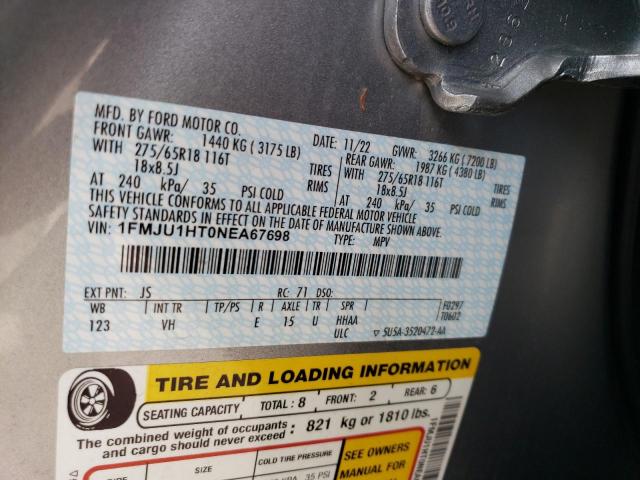 MFD. BY FORD MOTOR CO.
DATE: 11/22 GVWR: 3266 KG ( 7200 LB)
FRONT GAWR: 1440 KG ( 3175 LB) REAR GAWR: 1987 KG ( 4380 LB)
WITH 275/65R18 116T TIRES WITH 275/65R18 116T TIRES
18x8.5J RIMS 18x8.5J RIMS
AT 240 kPa/ 35 PSI COLD AT 240 kPa/ 35 PSI COLD
THIS VEHICLE CONFORMS TO ALL APPLICABLE FEDERAL MOTOR VEHICLE
SAFETY STANDARDS IN EFFECT ON THE DATE OF MANUFACTURE SHOWN ABOVE.
VIN: 1FMJU1HT0NEA67698 TYPE: MPV
EXT PNT: JS RC: 71 DSO: F0297
WB INT TR TP/PS R AXLE TR SPR T0602
123 VH E 15 U HHAA
ULC 5U5A-3520472-AA
TIRE AND LOADING INFORMATION
SEATING CAPACITY TOTAL : 8 FRONT: 2 REAR: 6
The combined weight of occupants
and cargo should never exceed : 821 kg or 1810 lbs.
SIZE COLD TIRE PRESSURE SEE OWNERS
35 PSI MANUAL FOR